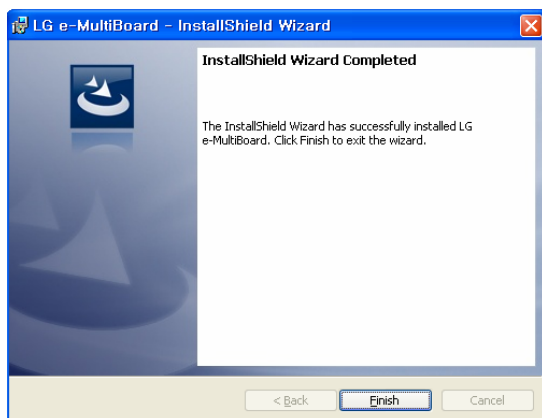 LG e-MultiBoard - InstallShield Wizard
InstallShield Wizard Completed
The InstallShield Wizard has successfully installed LG
e-MultiBoard. Click Finish to exit the wizard.
< Back
Finish
Cancel